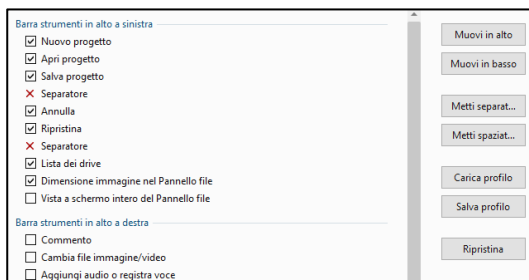 Barra strumenti in alto a sinistra
Nuovo progetto
Apri progetto
Salva progetto
Separatore
Annulla
Ripristina
Separatore
Lista dei drive
Dimensione immagine nel Pannello file
Vista a schermo intero del Pannello file
Barra strumenti in alto a destra
Commento
Cambia file immagine/video
Aggiungi audio o registra voce
Muovi in alto
Muovi in basso
Metti separat...
Metti spaziat...
Carica profilo
Salva profilo
Ripristina